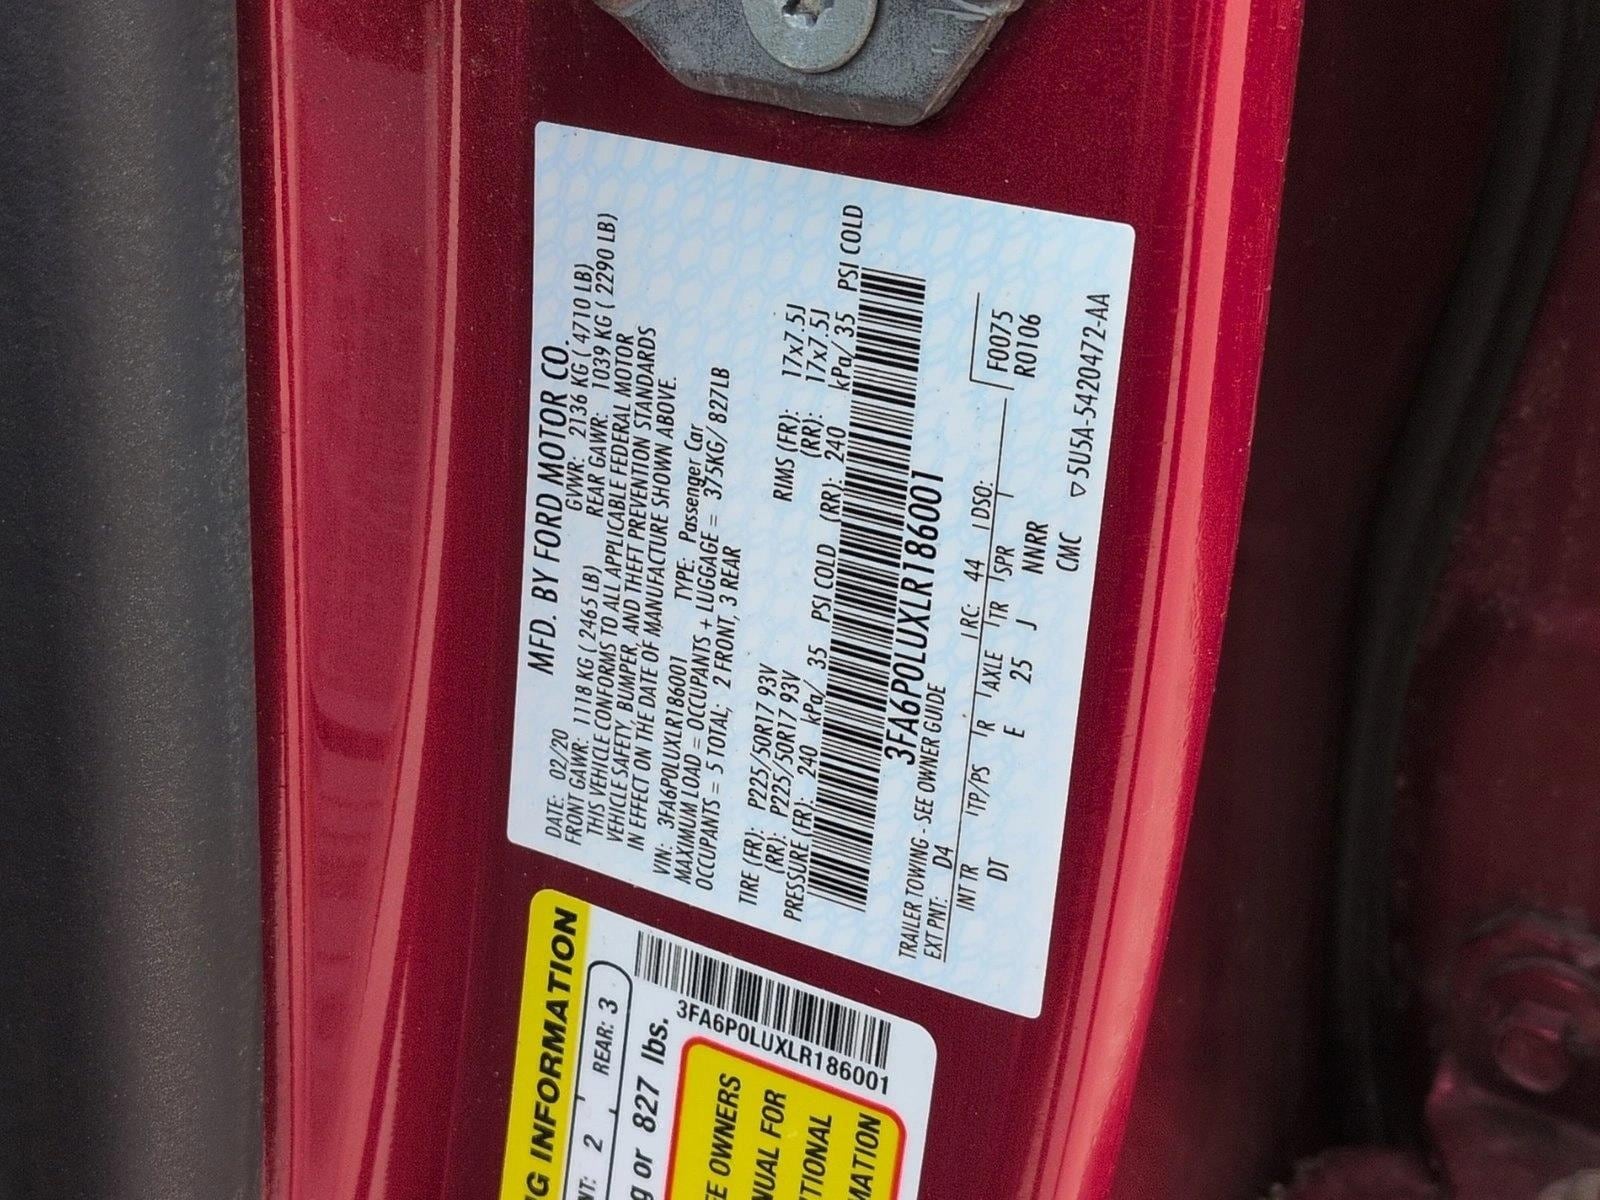 MFD. BY FORD MOTOR CO.
DATE: 02/20 GVWR: 2136 KG ( 4710 LB)
FRONT GAWR: 1118 KG ( 2465 LB) REAR GAWR: 1039 KG ( 2290 LB)
THIS VEHICLE CONFORMS TO ALL APPLICABLE FEDERAL MOTOR
VEHICLE SAFETY, BUMPER, AND THEFT PREVENTION STANDARDS
IN EFFECT ON THE DATE OF MANUFACTURE SHOWN ABOVE.
VIN: 3FA6P0LUXLR186001 TYPE: Passenger Car
MAXIMUM LOAD = OCCUPANTS + LUGGAGE = 375KG/ 827LB
OCCUPANTS = 5 TOTAL; 2 FRONT, 3 REAR
TIRE (FR): P225/50R17 93V RIMS (FR): 17x7.5J
(RR): P225/50R17 93V (RR): 17x7.5J
PRESSURE (FR): 240 kPa/ 35 PSI COLD (RR): 240 kPa/ 35 PSI COLD
3FA6P0LUXLR186001
TRAILER TOWING - SEE OWNER GUIDE
EXT PNT: D4 RC: 44 DSO: F0075
INT TR TP/PS R AXLE TR SPR R0106
DT E 25 J NNRR
CMC ▽5U5A-5420472-AA
NG INFORMATION
NT: 2 REAR: 3
g or 827 lbs.
3FA6P0LUXLR186001
EE OWNERS
NUAL FOR
ITIONAL
MATION